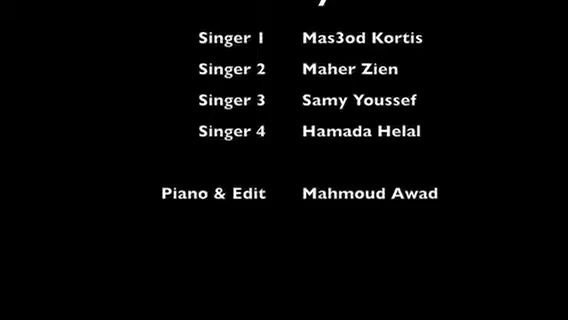 Singer 1 Mas3od Kortis
Singer 2 Maher Zien
Singer 3 Samy Youssef
Singer 4 Hamada Helal
Piano & Edit Mahmoud Awad